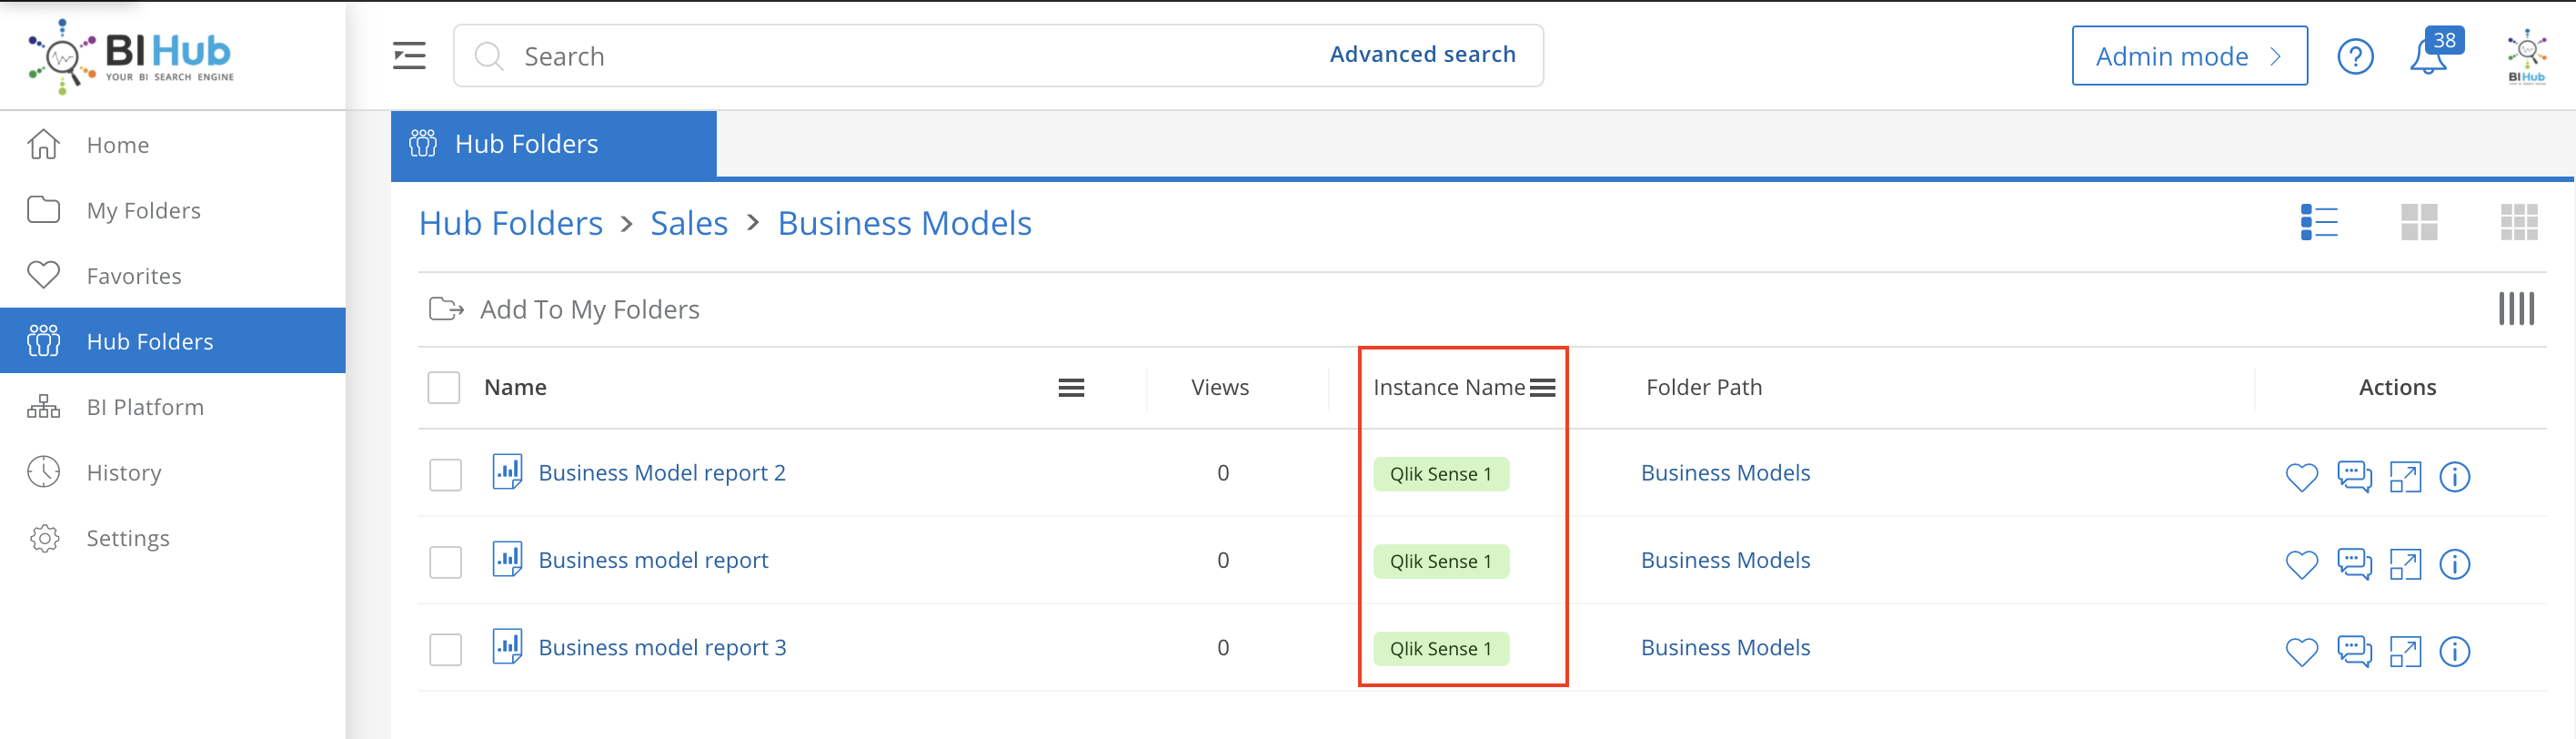 BI Hub
YOUR BI SEARCH ENGINE
Search
Advanced search
Admin mode
38
BI Hub
Home
My Folders
Favorites
Hub Folders
BI Platform
History
Settings
Hub Folders
Hub Folders > Sales > Business Models
Add To My Folders
Name Views Instance Name Folder Path Actions
Business Model report 2 0 Qlik Sense 1 Business Models
Business model report 0 Qlik Sense 1 Business Models
Business model report 3 0 Qlik Sense 1 Business Models